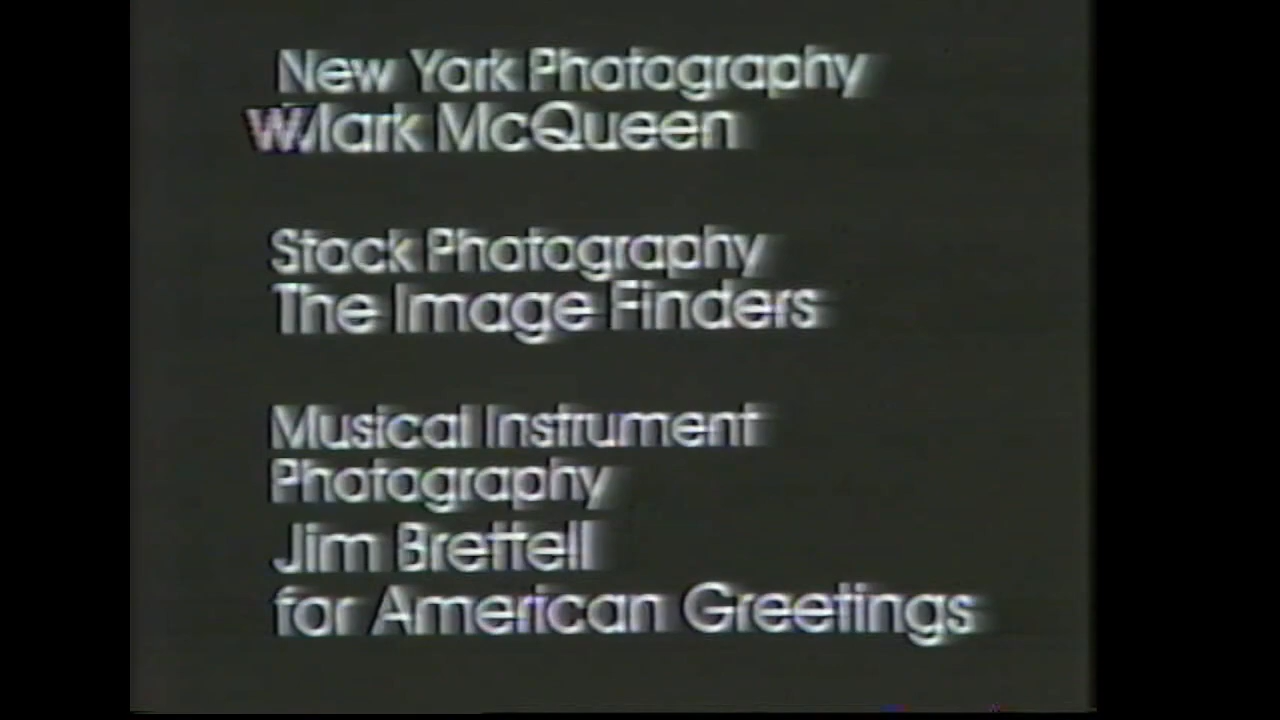 New York Photography
Mark McQueen
Stock Photography
The Image Finders
Musical Instrument
Photography
Jim Brettell
for American Greetings